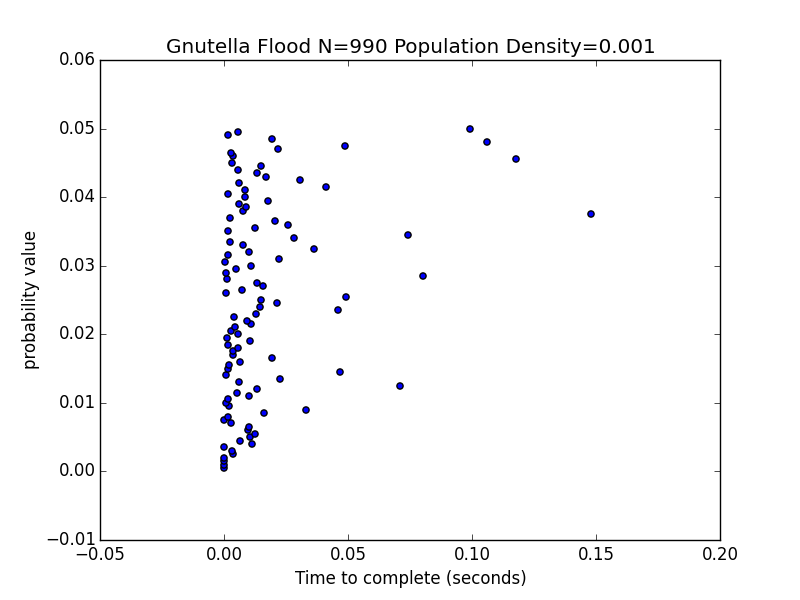 Gnutella Flood N=990 Population Density=0.001
0.06
0.05
0.04
0.03
0.02
0.01
0.00
−0.01
probability value
−0.05 0.00 0.05 0.10 0.15 0.20
Time to complete (seconds)